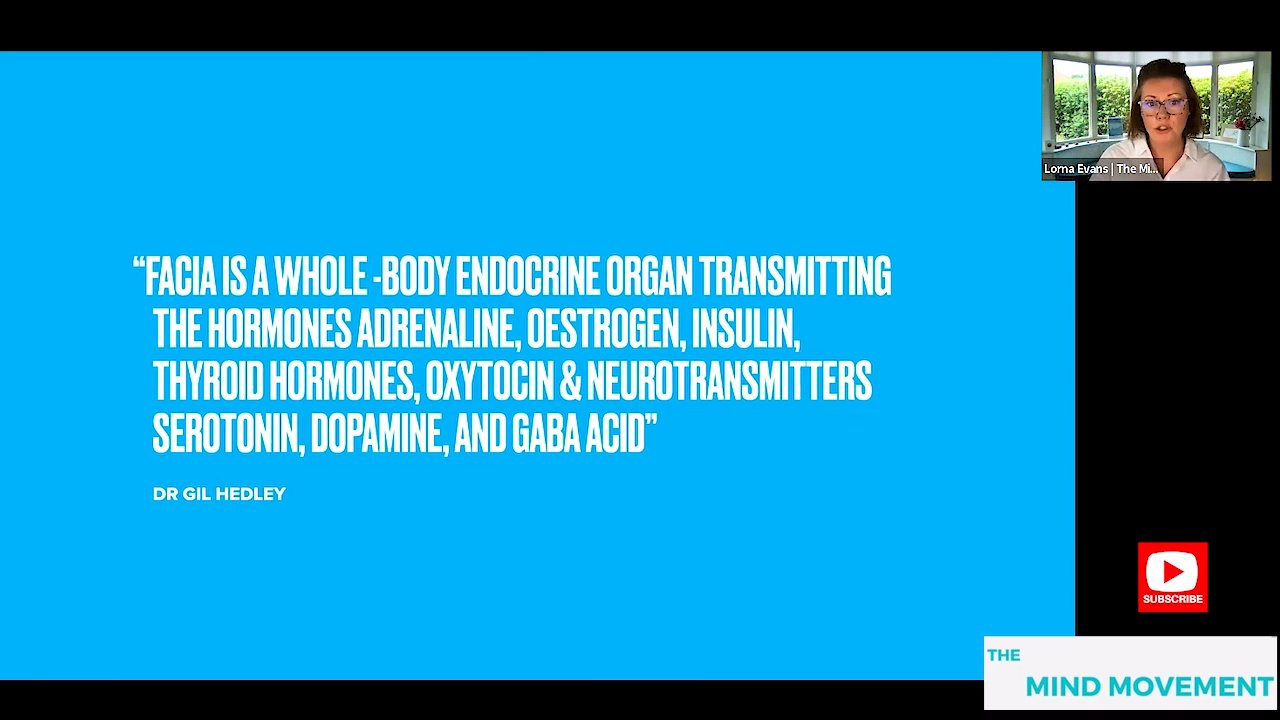 Lorna Evans | The Mi...
“FACIA IS A WHOLE -BODY ENDOCRINE ORGAN TRANSMITTING
THE HORMONES ADRENALINE, OESTROGEN, INSULIN,
THYROID HORMONES, OXYTOCIN & NEUROTRANSMITTERS
SEROTONIN, DOPAMINE, AND GABA ACID”
DR GIL HEDLEY
SUBSCRIBE
THE
MIND MOVEMENT